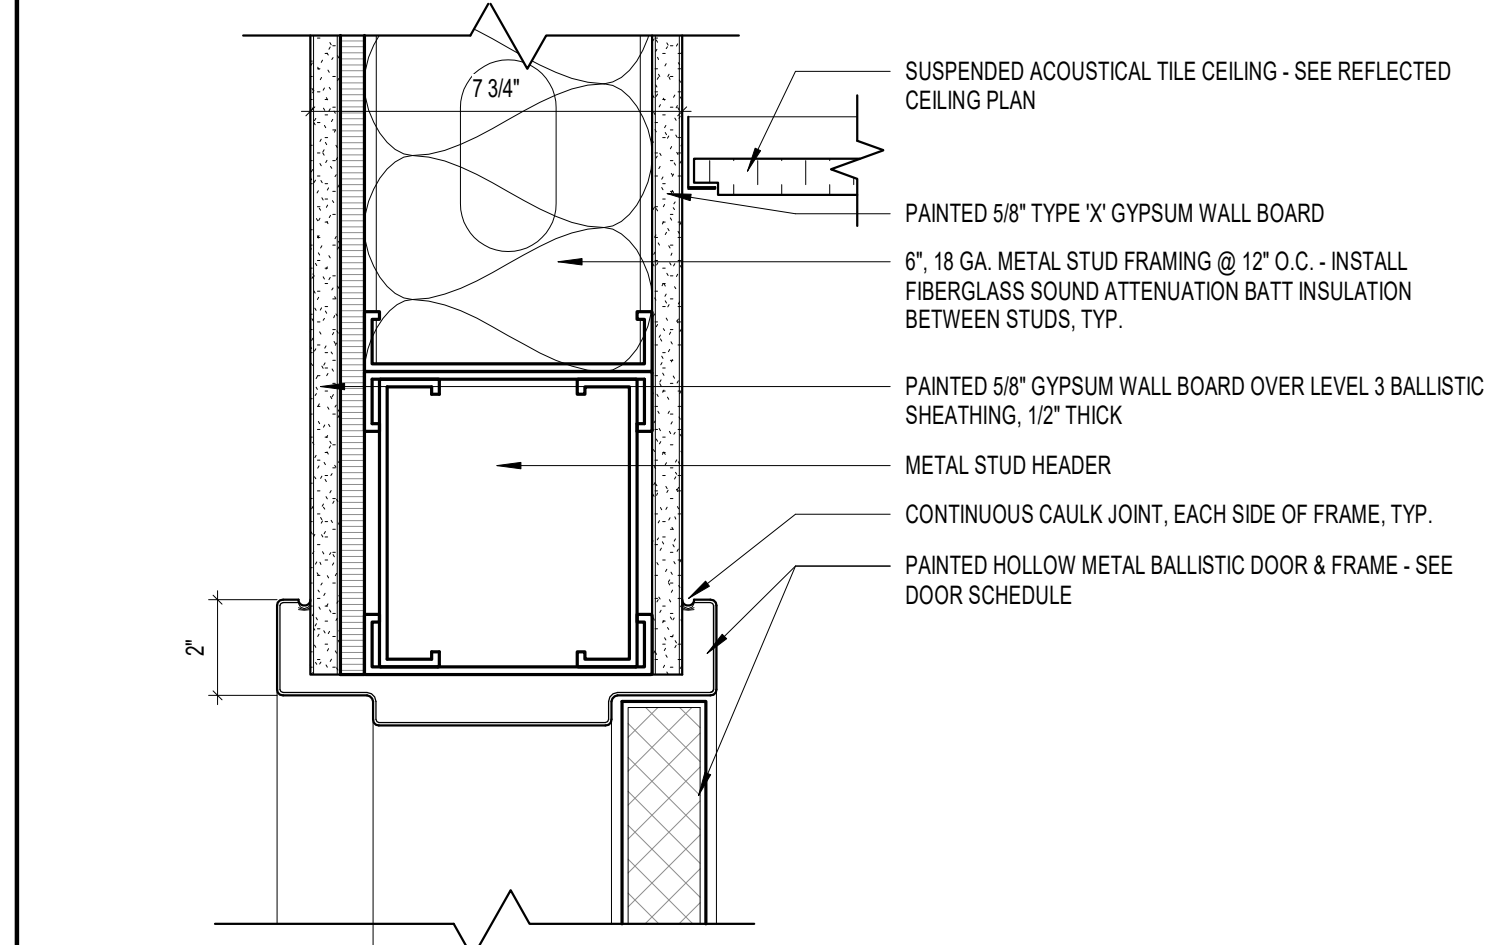 7 3/4"
SUSPENDED ACOUSTICAL TILE CEILING - SEE REFLECTED
CEILING PLAN
PAINTED 5/8" TYPE 'X' GYPSUM WALL BOARD
6", 18 GA. METAL STUD FRAMING @ 12" O.C. - INSTALL
FIBERGLASS SOUND ATTENUATION BATT INSULATION
BETWEEN STUDS, TYP.
PAINTED 5/8" GYPSUM WALL BOARD OVER LEVEL 3 BALLISTIC
SHEATHING, 1/2" THICK
METAL STUD HEADER
CONTINUOUS CAULK JOINT, EACH SIDE OF FRAME, TYP.
PAINTED HOLLOW METAL BALLISTIC DOOR & FRAME - SEE
DOOR SCHEDULE
2"